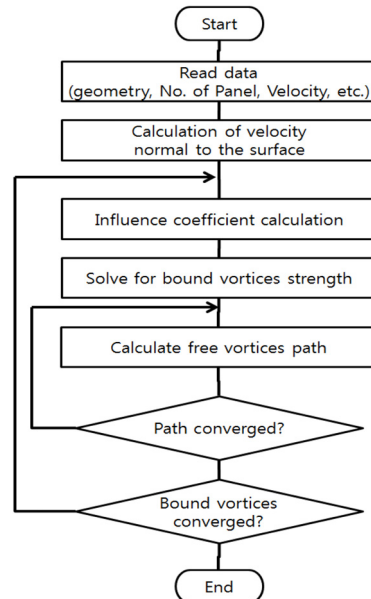 Start
Read data
(geometry, No. of Panel, Velocity, etc.)
Calculation of velocity
normal to the surface
Influence coefficient calculation
Solve for bound vortices strength
Calculate free vortices path
Path converged?
Bound vortices
converged?
End